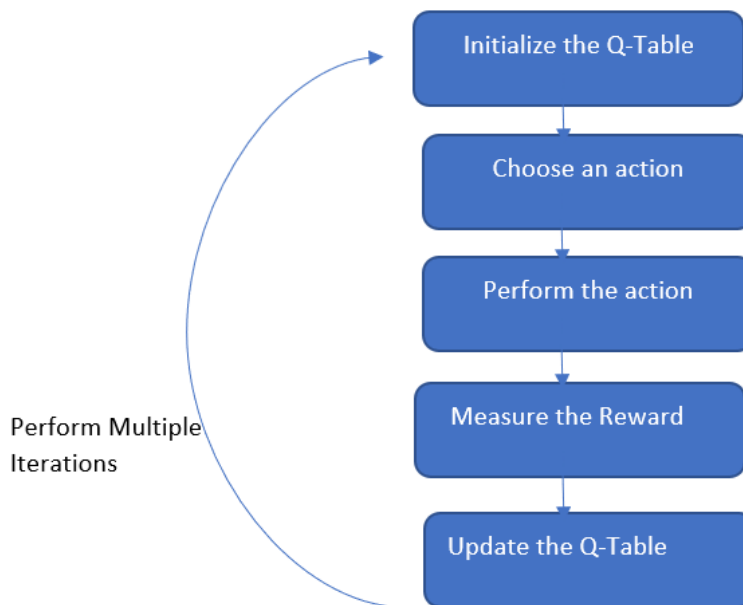 Initialize the Q-Table
Choose an action
Perform the action
Measure the Reward
Perform Multiple
Iterations
Update the Q-Table